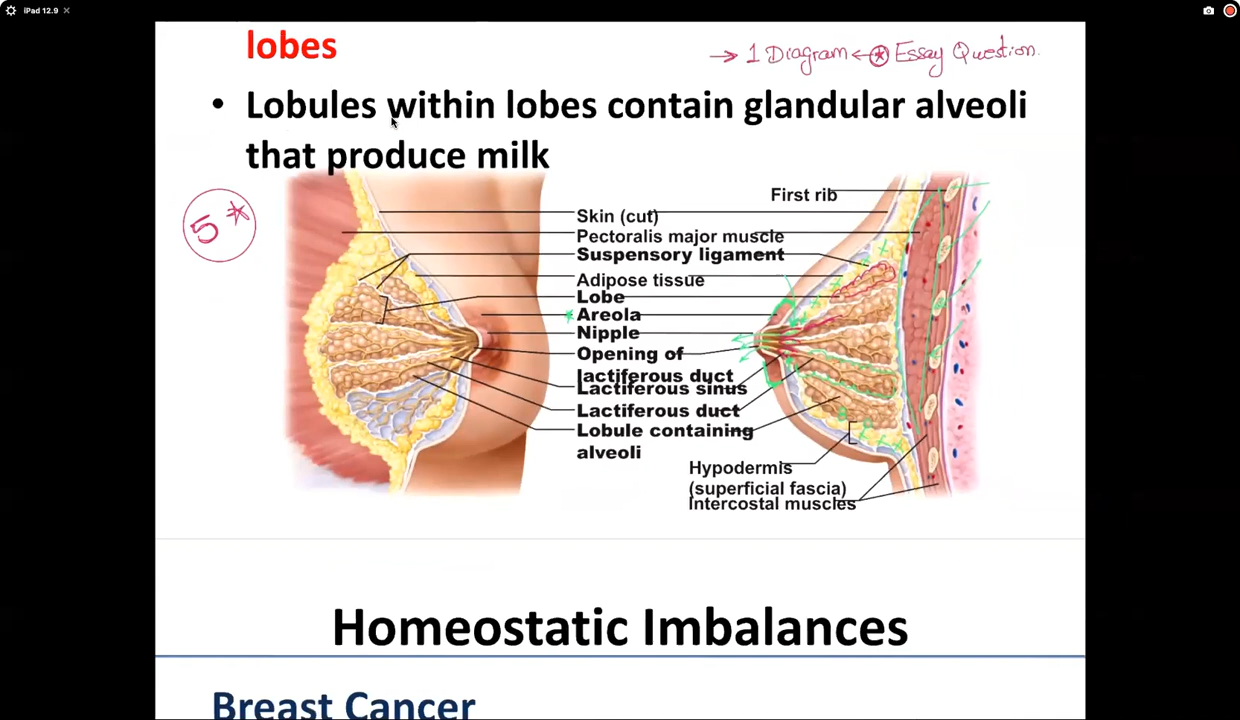 iPad 12.9
lobes
→ 1 Diagram ← * Essay Question.
• Lobules within lobes contain glandular alveoli
that produce milk
5 *
First rib
Skin (cut)
Pectoralis major muscle
Suspensory ligament
Adipose tissue
Lobe
Areola
Nipple
Opening of
lactiferous duct
Lactiferous sinus
Lactiferous duct
Lobule containing
alveoli
Hypodermis
(superficial fascia)
Intercostal muscles
Homeostatic Imbalances
Breast Cancer